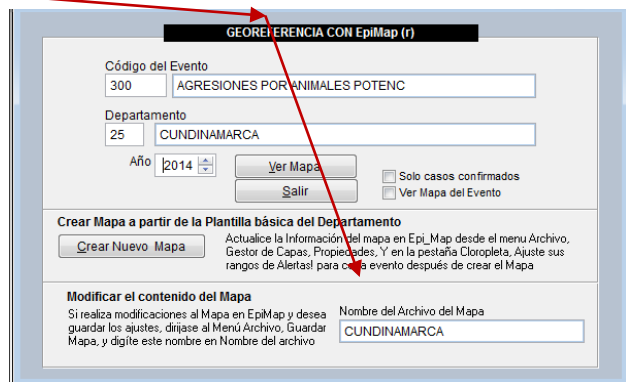 GEOREFERENCIA CON EpiMap (r)
Código del Evento
300 AGRESIONES POR ANIMALES POTENC
Departamento
25 CUNDINAMARCA
Año 2014 Ver Mapa Solo casos confirmados
Salir Ver Mapa del Evento
Crear Mapa a partir de la Plantilla básica del Departamento
Crear Nuevo Mapa
Actualice la Información del mapa en Epi_Map desde el menu Archivo,
Gestor de Capas, Propiedades, Y en la pestaña Cloropleta, Ajuste sus
rangos de Alertas! para cada evento después de crear el Mapa
Modificar el contenido del Mapa
Si realiza modificaciones al Mapa en EpiMap y desea
guardar los ajustes, dirijase al Menú Archivo, Guardar
Mapa, y digíte este nombre en Nombre del archivo
Nombre del Archivo del Mapa
CUNDINAMARCA